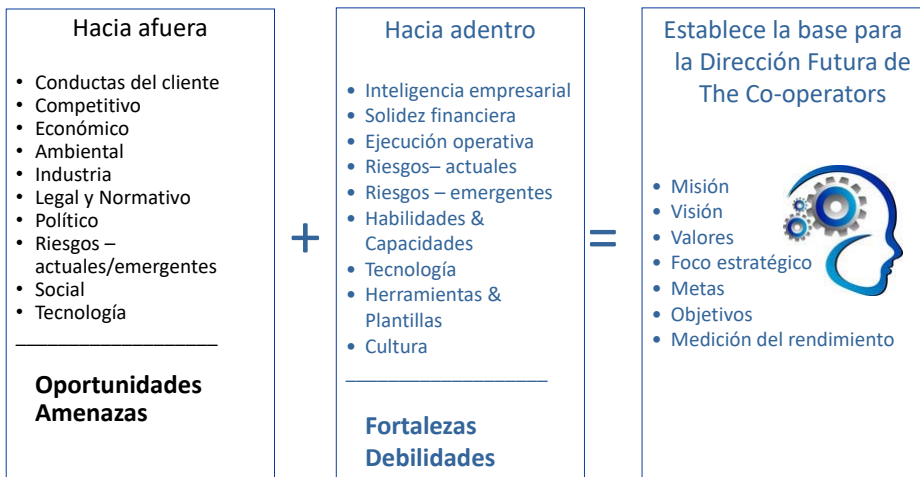 Hacia afuera
• Conductas del cliente
• Competitivo
• Económico
• Ambiental
• Industria
• Legal y Normativo
• Político
• Riesgos –
actuales/emergentes
• Social
• Tecnología
Oportunidades
Amenazas
+
Hacia adentro
• Inteligencia empresarial
• Solidez financiera
• Ejecución operativa
• Riesgos– actuales
• Riesgos – emergentes
• Habilidades &
Capacidades
• Tecnología
• Herramientas &
Plantillas
• Cultura
Fortalezas
Debilidades
=
Establece la base para
la Dirección Futura de
The Co-operators
• Misión
• Visión
• Valores
• Foco estratégico
• Metas
• Objetivos
• Medición del rendimiento